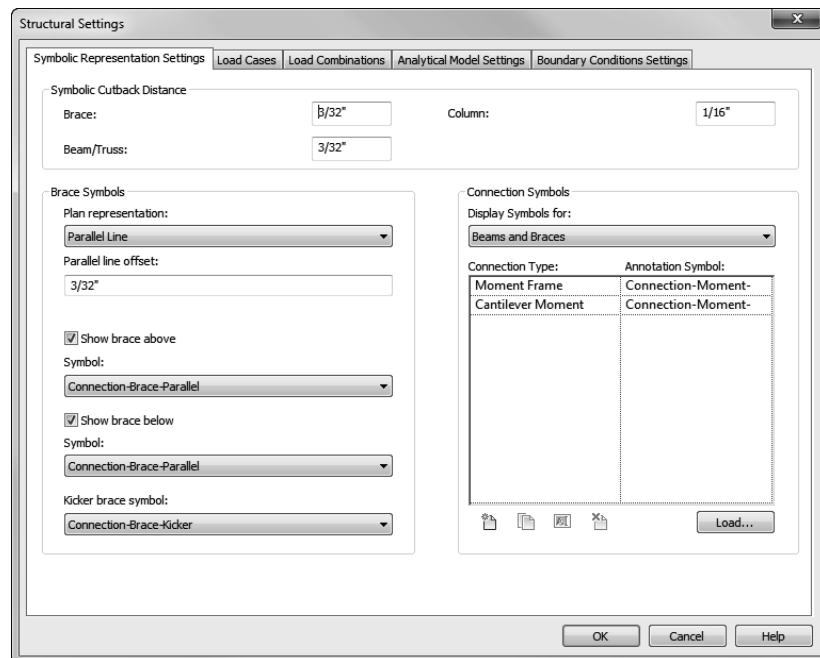 Structural Settings
Symbolic Representation Settings Load Cases Load Combinations Analytical Model Settings Boundary Conditions Settings
Symbolic Cutback Distance
Brace: 3/32" Column: 1/16"
Beam/Truss: 3/32"
Brace Symbols
Plan representation:
Parallel Line
Parallel line offset:
3/32"
Show brace above
Symbol:
Connection-Brace-Parallel
Show brace below
Symbol:
Connection-Brace-Parallel
Kicker brace symbol:
Connection-Brace-Kicker
Connection Symbols
Display Symbols for:
Beams and Braces
Connection Type: Annotation Symbol:
Moment Frame Connection-Moment-
Cantilever Moment Connection-Moment-
Load...
OK Cancel Help